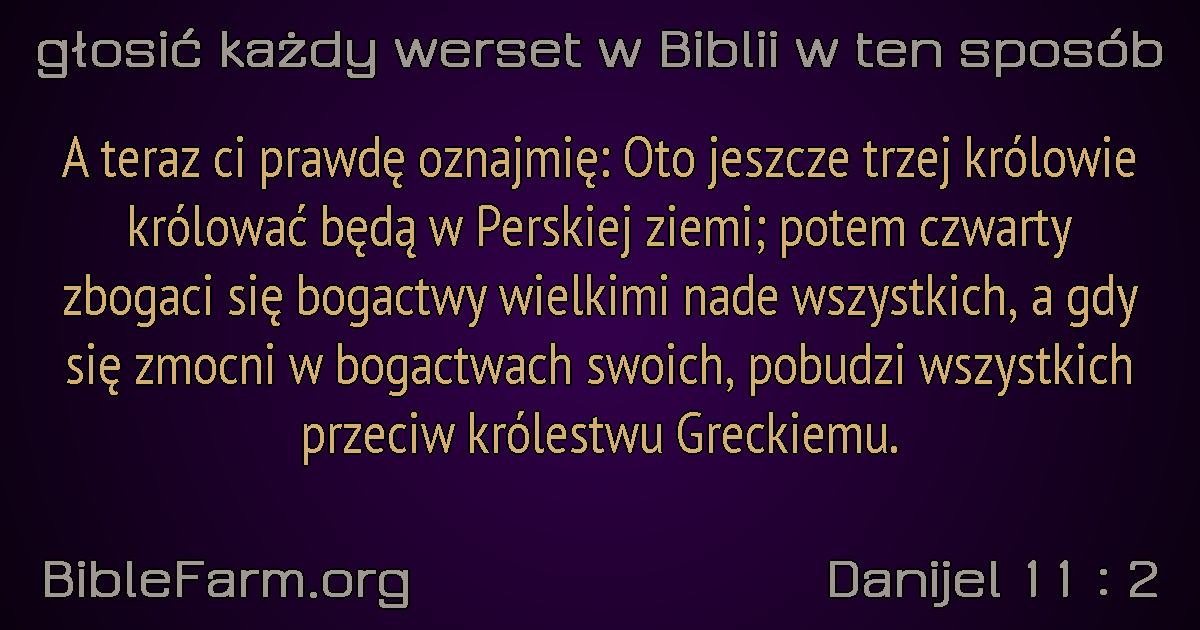 głosić każdy werset w Biblii w ten sposób
A teraz ci prawdę oznajmię: Oto jeszcze trzej królowie
królować będą w Perskiej ziemi; potem czwarty
zbogaci się bogactwy wielkimi nade wszystkich, a gdy
się zmocni w bogactwach swoich, pobudzi wszystkich
przeciw królestwu Greckiemu.
BibleFarm.org
Danijel 11 : 2